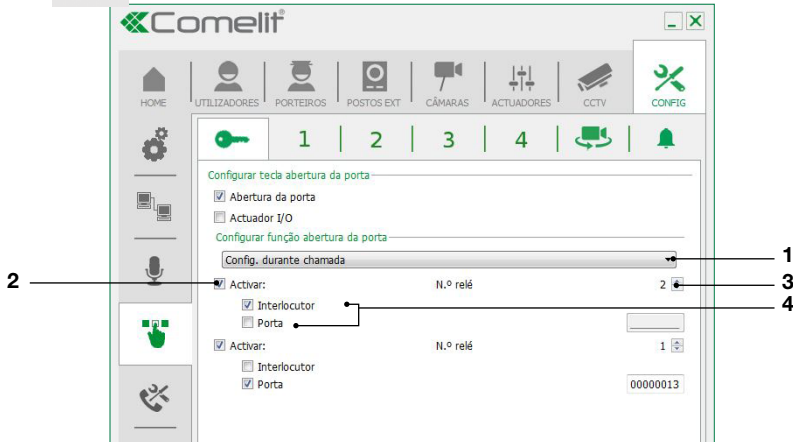 Comelit®
HOME UTILIZADORES PORTEIROS POSTOS EXT CÂMARAS ACTUADORES CCTV CONFIG
1 2 3 4
Configurar tecla abertura da porta
Abertura da porta
Actuador I/O
Configurar função abertura da porta
Config. durante chamada 1
2 Activar: N.º relé 2 3
Interlocutor 4
Porta
Activar: N.º relé 1
Interlocutor
Porta 00000013